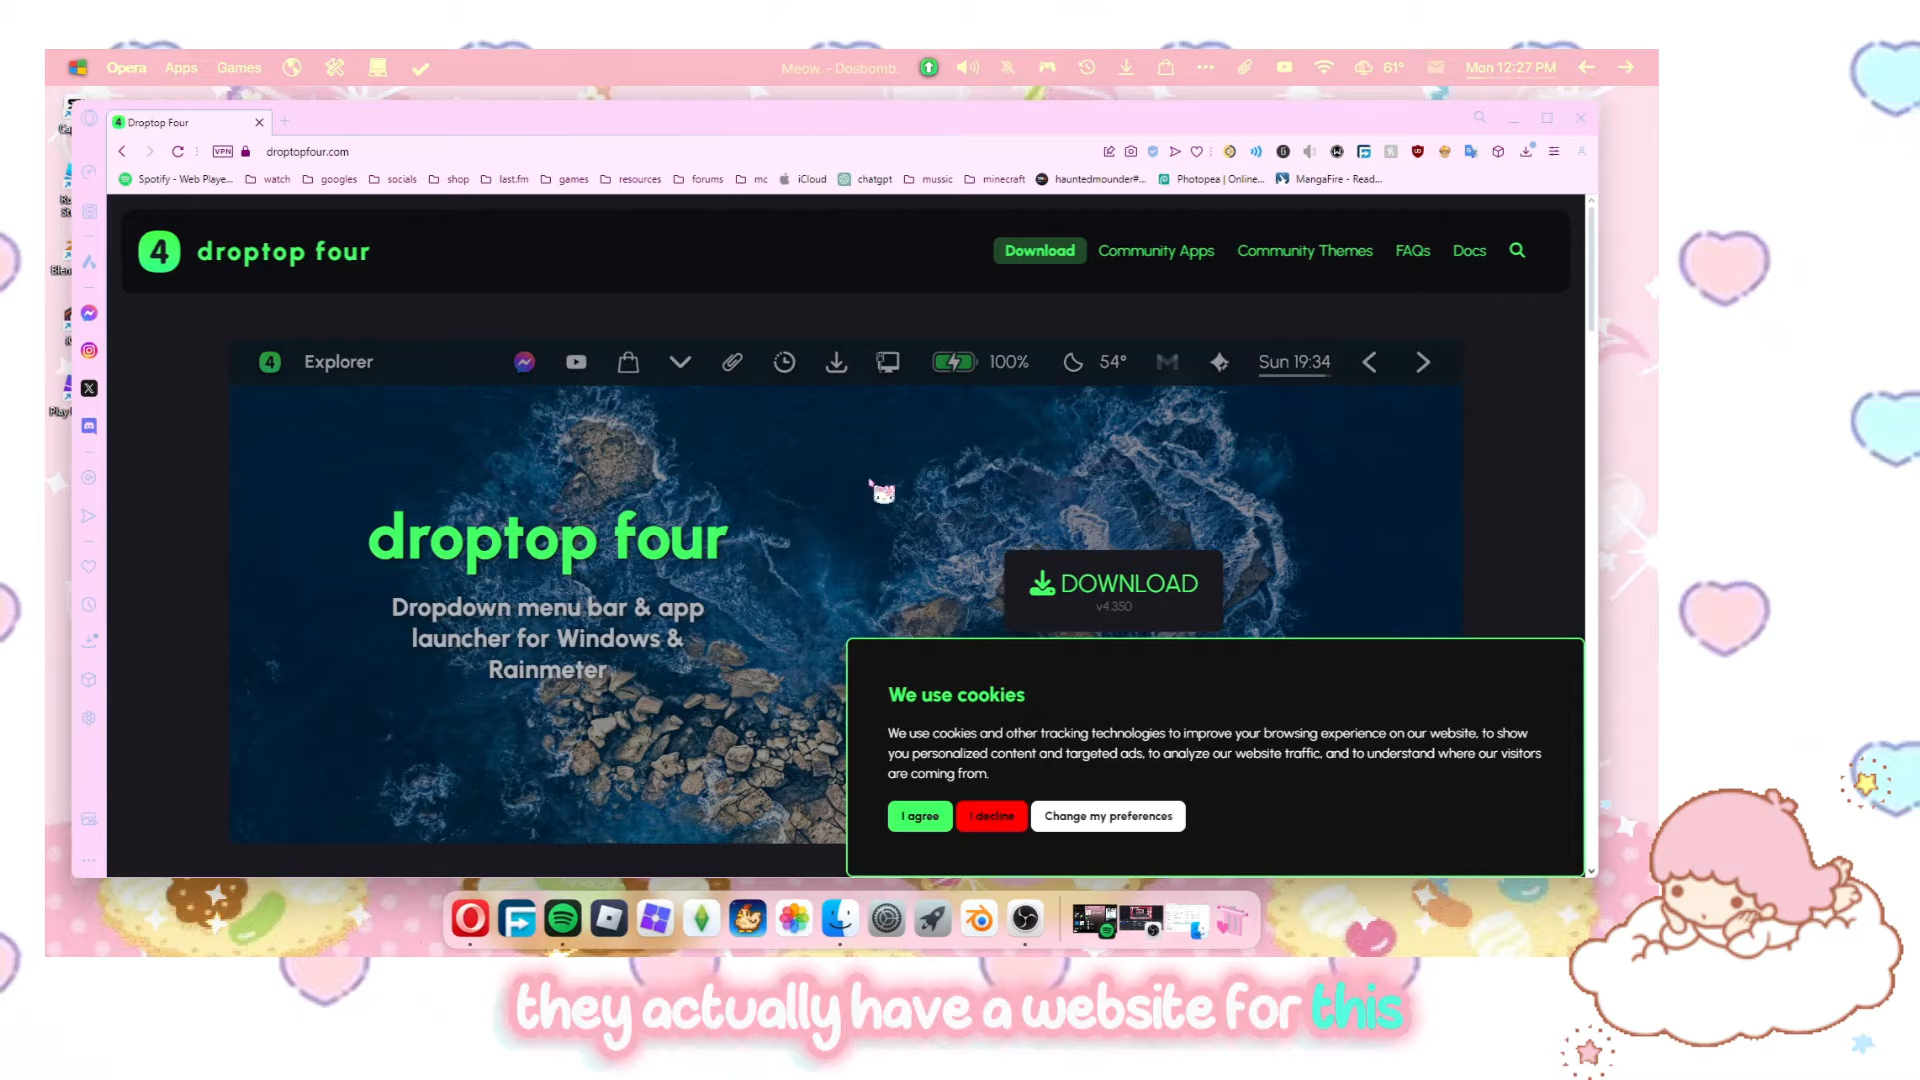 Opera Apps Games Meow. - Dosbomb. 61° Mon 12:27 PM
4 Droptop Four
VPN droptopfour.com
Spotify - Web Playe... watch googles socials shop last.fm games resources forums mc iCloud chatgpt mussic minecraft hauntedmounder#... Photopea | Online... MangaFire - Read...
4 droptop four Download Community Apps Community Themes FAQs Docs
4 Explorer 100% 54° Sun 19:34
droptop four
Dropdown menu bar & app
launcher for Windows &
Rainmeter
DOWNLOAD
v4.350
We use cookies
We use cookies and other tracking technologies to improve your browsing experience on our website, to show
you personalized content and targeted ads, to analyze our website traffic, and to understand where our visitors
are coming from.
I agree I decline Change my preferences
they actually have a website for this